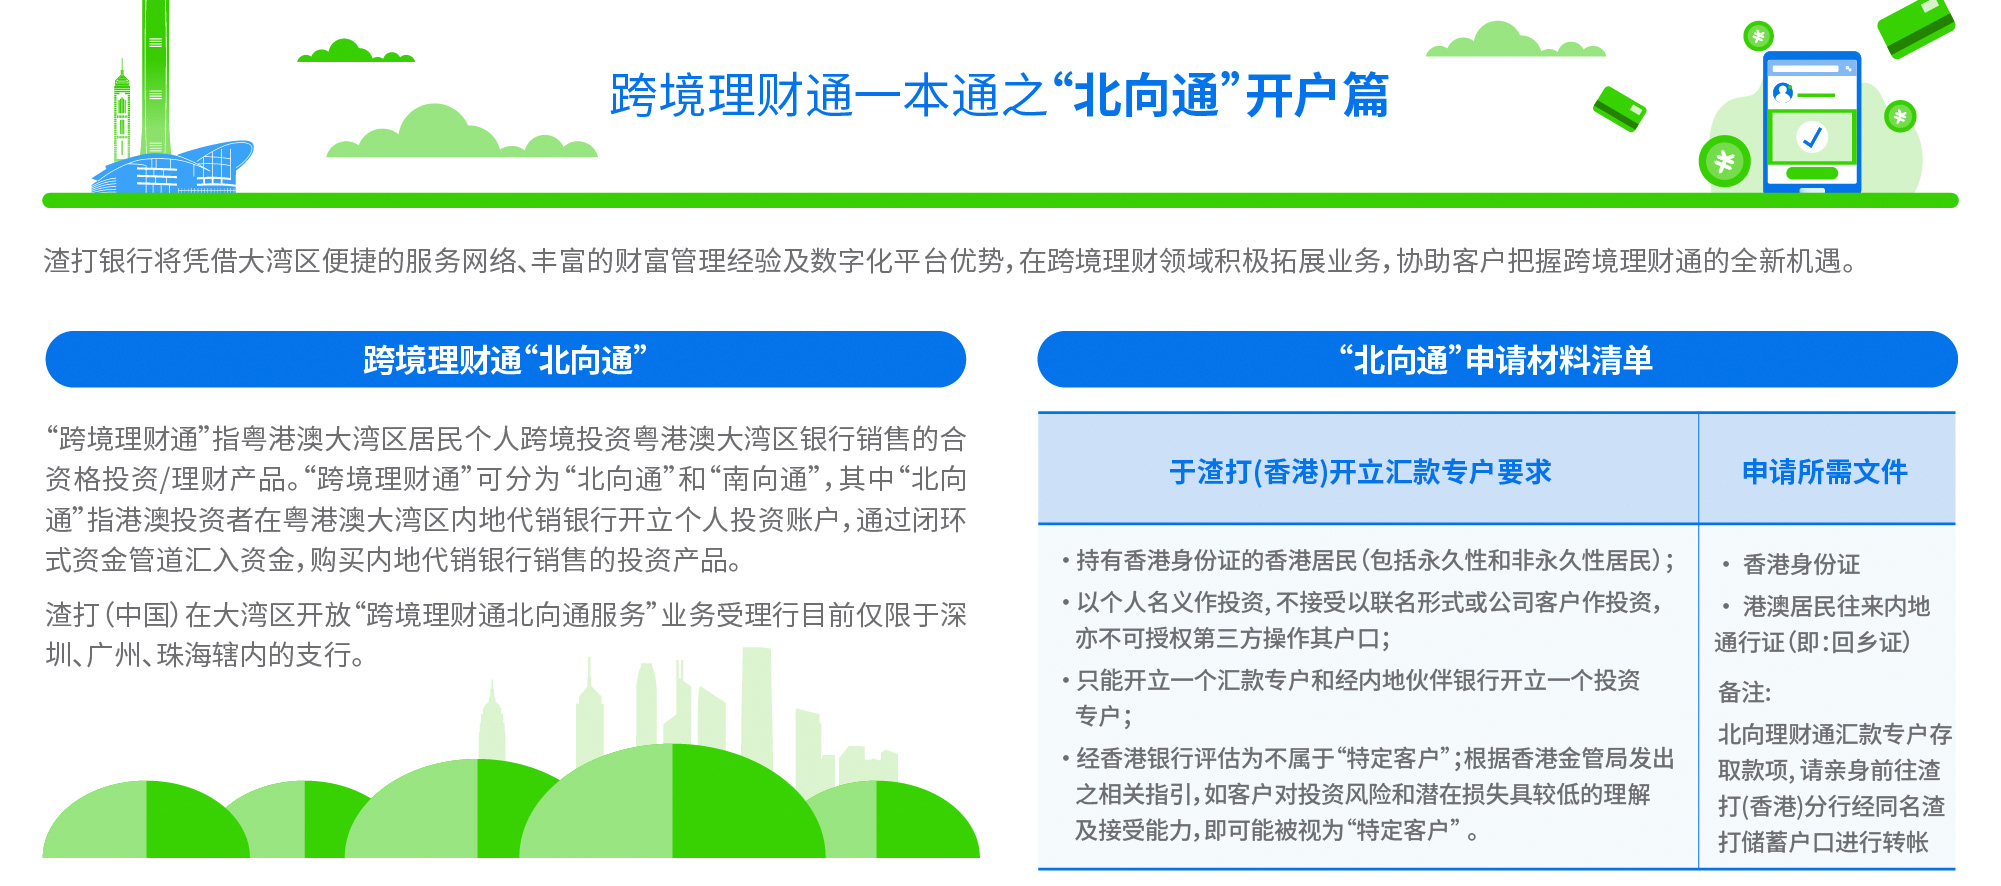 跨境理财通一本通之“北向通”开户篇
渣打银行将凭借大湾区便捷的服务网络、丰富的财富管理经验及数字化平台优势，在跨境理财领域积极拓展业务，协助客户把握跨境理财通的全新机遇。
跨境理财通“北向通”
“跨境理财通”指粤港澳大湾区居民个人跨境投资粤港澳大湾区银行销售的合
资格投资/理财产品。“跨境理财通”可分为“北向通”和“南向通”，其中“北向
通”指港澳投资者在粤港澳大湾区内地代销银行开立个人投资账户，通过闭环
式资金管道汇入资金，购买内地代销银行销售的投资产品。
渣打（中国）在大湾区开放“跨境理财通北向通服务”业务受理行目前仅限于深
圳、广州、珠海辖内的支行。
“北向通”申请材料清单
于渣打(香港)开立汇款专户要求
• 持有香港身份证的香港居民（包括永久性和非永久性居民）；
• 以个人名义作投资，不接受以联名形式或公司客户作投资，
亦不可授权第三方操作其户口；
• 只能开立一个汇款专户和经内地伙伴银行开立一个投资
专户；
• 经香港银行评估为不属于“特定客户”；根据香港金管局发出
之相关指引，如客户对投资风险和潜在损失具较低的理解
及接受能力，即可能被视为“特定客户” 。
申请所需文件
• 香港身份证
• 港澳居民往来内地
通行证（即：回乡证）
备注:
北向理财通汇款专户存
取款项，请亲身前往渣
打(香港)分行经同名渣
打储蓄户口进行转帐